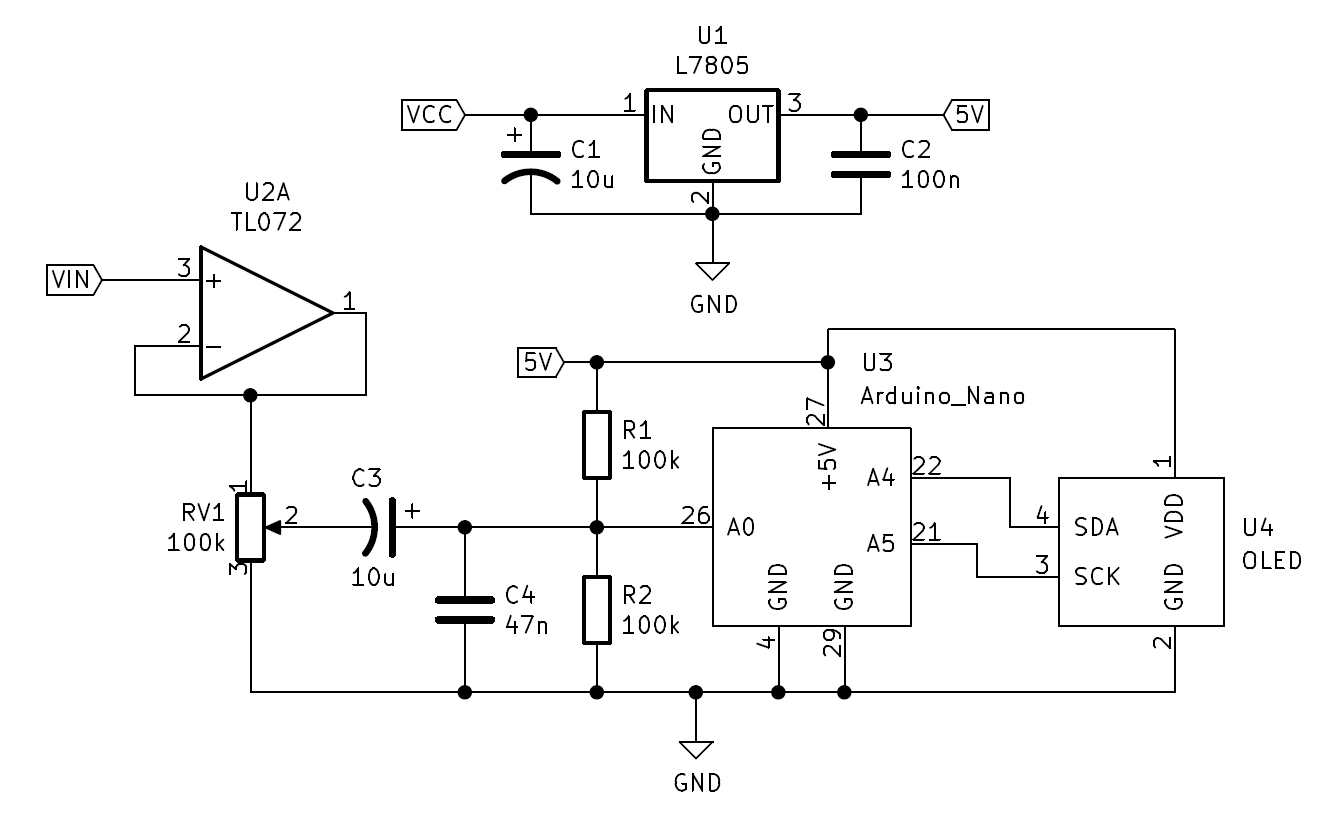 U1
L7805
VCC
1
IN
OUT
3
5V
GND
2
+
C1
10u
C2
100n
GND
U2A
TL072
VIN
3
+
2
−
1
5V
U3
Arduino_Nano
27
+5V
R1
100k
A4
22
1
C3
+
RV1
100k
1
2
3
10u
26
A0
A5
21
4
SDA
VDD
3
SCK
GND
2
U4
OLED
C4
47n
R2
100k
GND
GND
4
29
GND